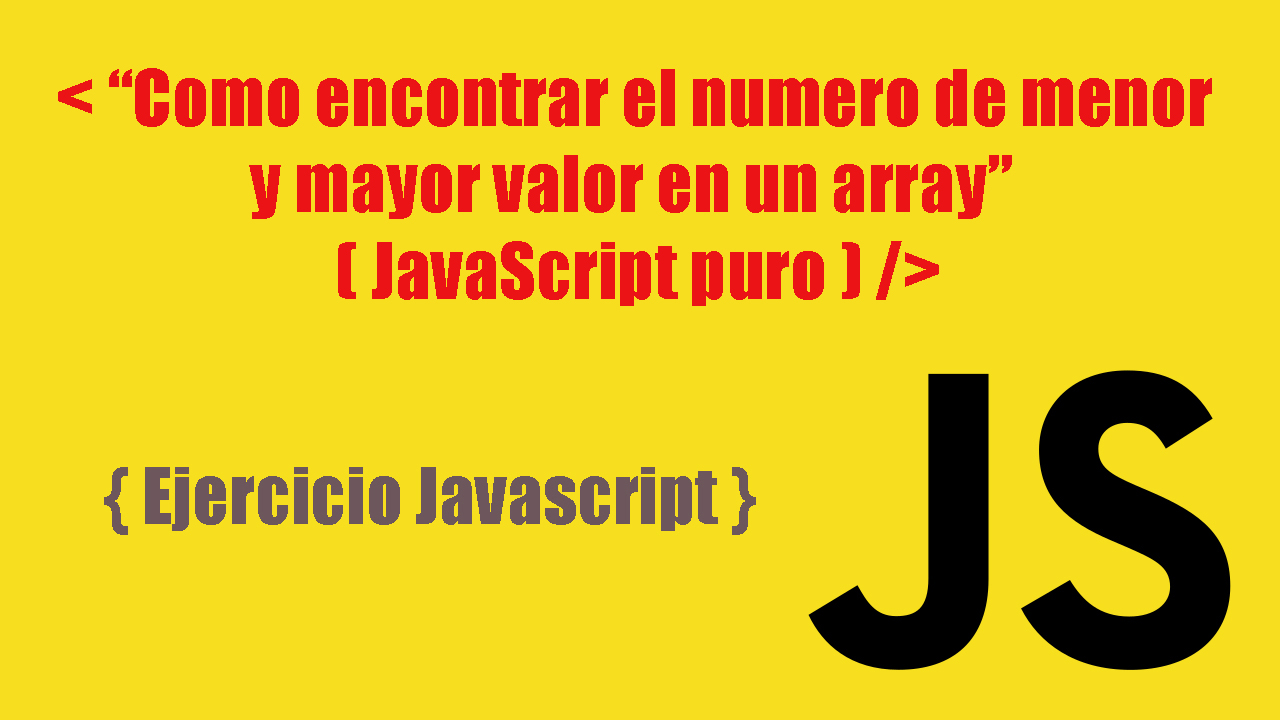 < “Como encontrar el numero de menor
y mayor valor en un array”
( JavaScript puro ) />
{ Ejercicio Javascript }
JS